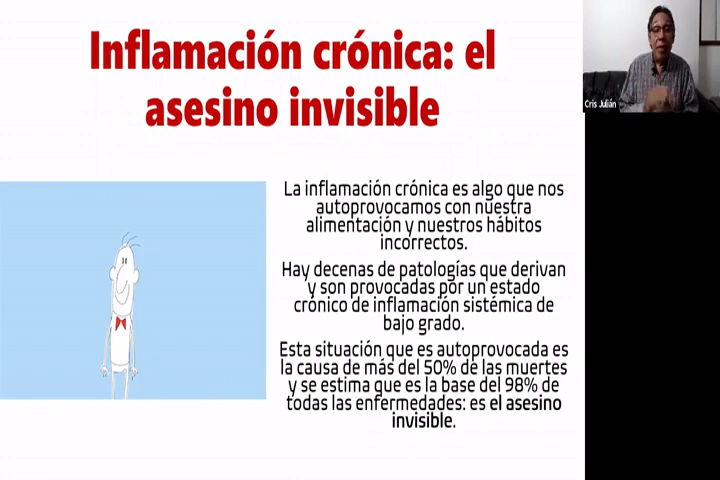 Inflamación crónica: el
asesino invisible
Cris Julián
La inflamación crónica es algo que nos
autoprovocamos con nuestra
alimentación y nuestros hábitos
incorrectos.
Hay decenas de patologías que derivan
y son provocadas por un estado
crónico de inflamación sistémica de
bajo grado.
Esta situación que es autoprovocada es
la causa de más del 50% de las muertes
y se estima que es la base del 98% de
todas las enfermedades: es el asesino
invisible.